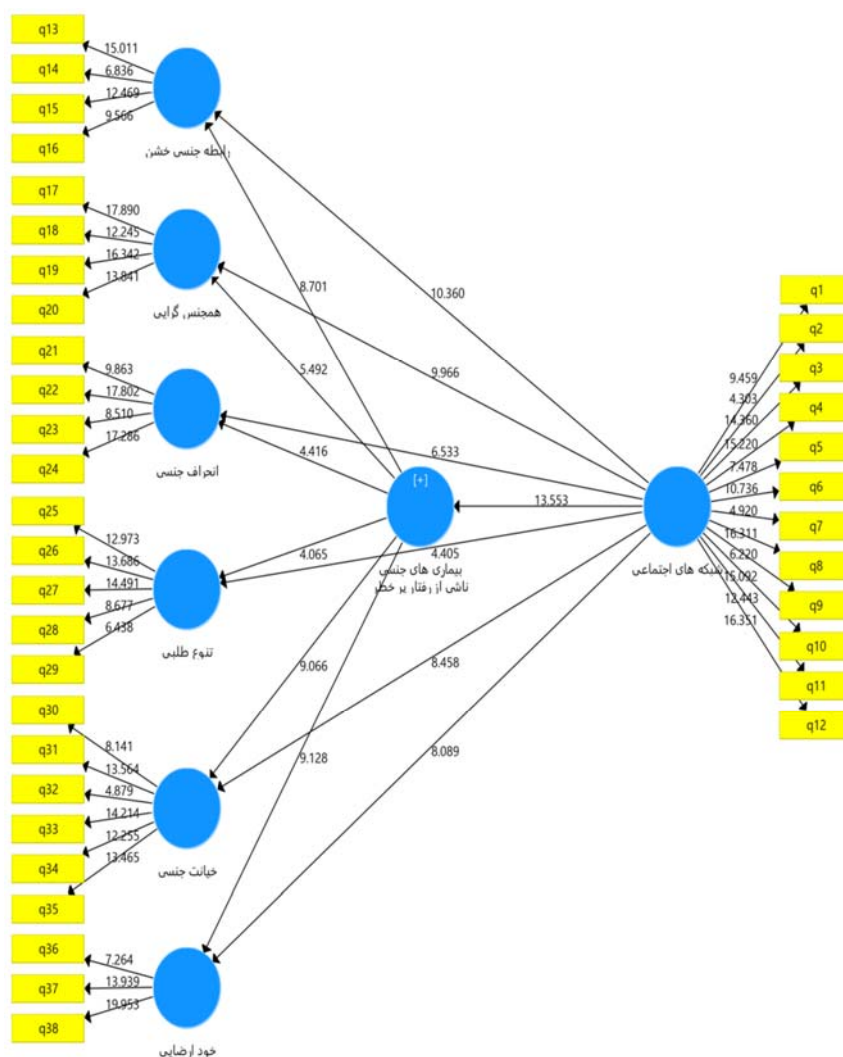 q13
15.011
q14
6.836
q15
12.469
q16
9.566
رابطه جنسی خشن
q17
17.890
q18
12.245
q19
16.342
q20
13.841
همجنس گرایی
q21
9.863
q22
17.802
q23
8.510
q24
17.286
انحراف جنسی
q25
12.973
q26
13.686
q27
14.491
q28
8.677
q29
6.438
تنوع طلبی
q30
8.141
q31
13.564
q32
4.879
q33
14.214
q34
12.255
q35
13.465
خیانت جنسی
q36
7.264
q37
13.939
q38
19.953
خود ارضایی
8.701
5.492
4.416
4.065
9.066
9.128
[+]
بیماری های جنسی
ناشی از رفتار پر خطر
10.360
9.966
6.533
13.553
4.405
8.458
8.089
شبکه های اجتماعی
q1
9.459
q2
4.303
q3
14.360
q4
15.220
q5
7.478
q6
10.736
q7
4.920
q8
16.311
q9
6.220
q10
15.092
q11
12.443
q12
16.351